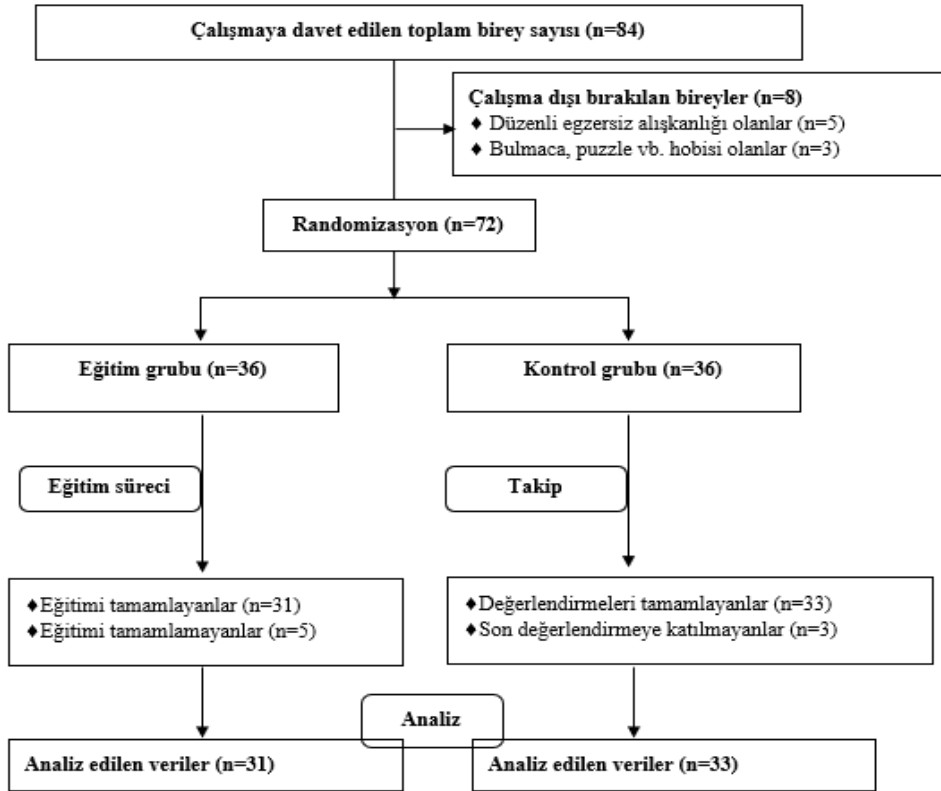 Çalışmaya davet edilen toplam birey sayısı (n=84)
Çalışma dışı bırakılan bireyler (n=8)
♦ Düzenli egzersiz alışkanlığı olanlar (n=5)
♦ Bulmaca, puzzle vb. hobisi olanlar (n=3)
Randomizasyon (n=72)
Eğitim grubu (n=36)
Kontrol grubu (n=36)
Eğitim süreci
Takip
♦Eğitimi tamamlayanlar (n=31)
♦Eğitimi tamamlamayanlar (n=5)
♦Değerlendirmeleri tamamlayanlar (n=33)
♦Son değerlendirmeye katılmayanlar (n=3)
Analiz
Analiz edilen veriler (n=31)
Analiz edilen veriler (n=33)